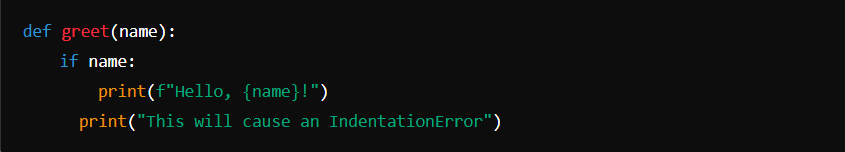 def greet(name):
    if name:
        print(f"Hello, {name}!")
      print("This will cause an IndentationError")